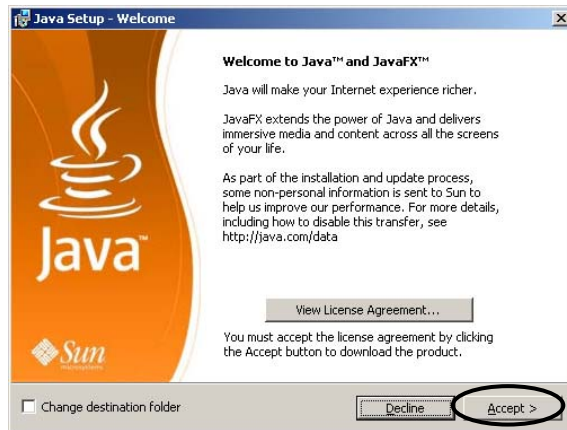 Java Setup - Welcome
Welcome to Java™ and JavaFX™
Java will make your Internet experience richer.
JavaFX extends the power of Java and delivers
immersive media and content across all the screens
of your life.
As part of the installation and update process,
some non-personal information is sent to Sun to
help us improve our performance. For more details,
including how to disable this transfer, see
http://java.com/data
Java™
View License Agreement...
You must accept the license agreement by clicking
the Accept button to download the product.
Sun
microsystems
Change destination folder
Decline
Accept >